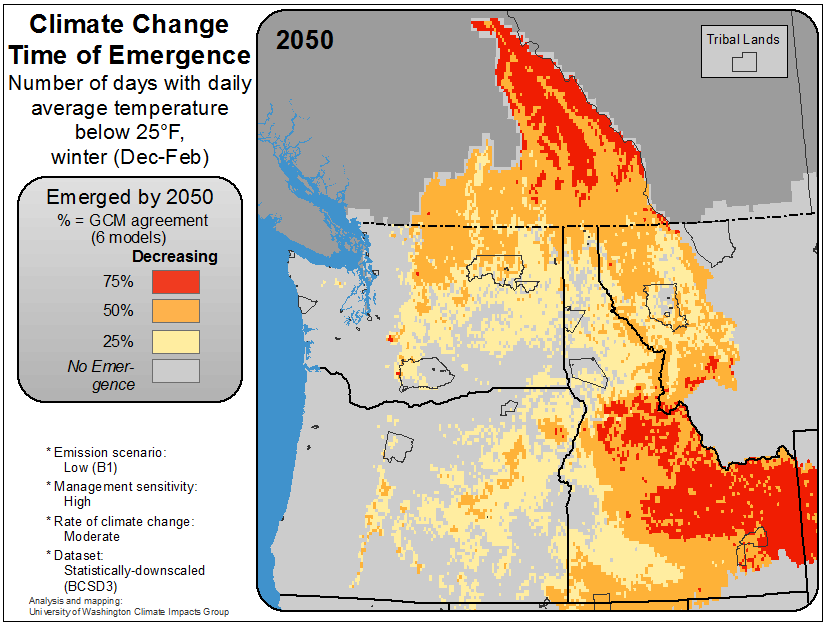 Climate Change
Time of Emergence
Number of days with daily
average temperature
below 25°F,
winter (Dec-Feb)
Emerged by 2050
% = GCM agreement
(6 models)
Decreasing
75%
50%
25%
No Emer-
gence
* Emission scenario:
Low (B1)
* Management sensitivity:
High
* Rate of climate change:
Moderate
* Dataset:
Statistically-downscaled
(BCSD3)
Analysis and mapping:
University of Washington Climate Impacts Group
2050
Tribal Lands